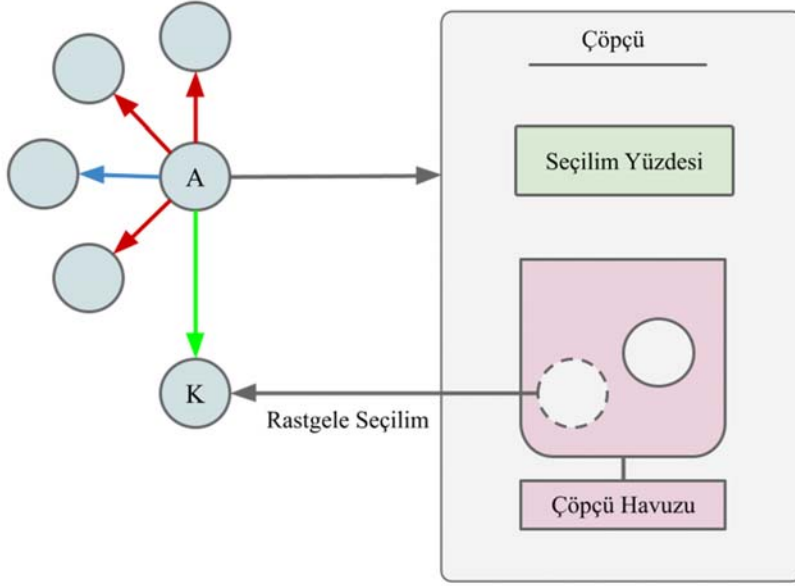 Çöpçü
Seçilim Yüzdesi
A
K
Rastgele Seçilim
Çöpçü Havuzu